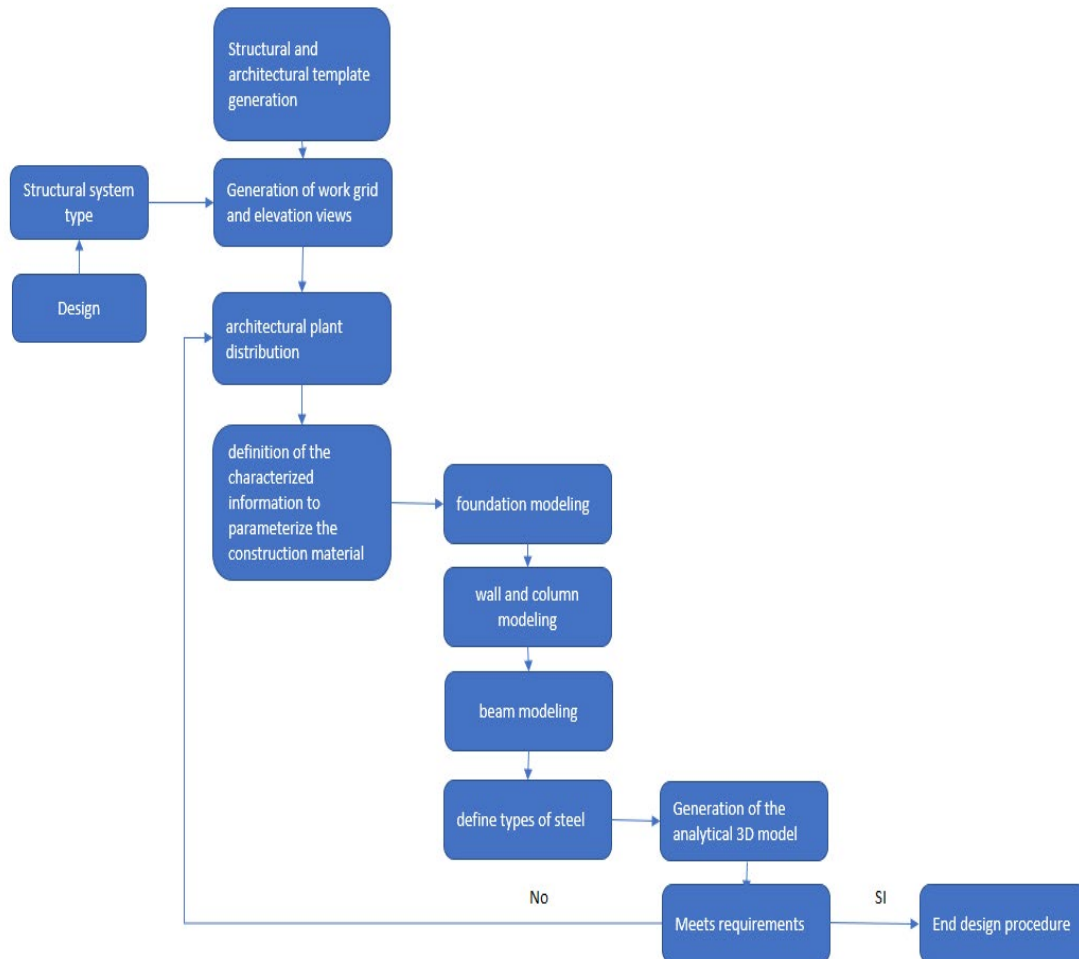 Structural and
architectural template
generation
Structural system
type
Generation of work grid
and elevation views
Design
architectural plant
distribution
definition of the
characterized
information to
parameterize the
construction material
foundation modeling
wall and column
modeling
beam modeling
define types of steel
Generation of the
analytical 3D model
No
SI
Meets requirements
End design procedure